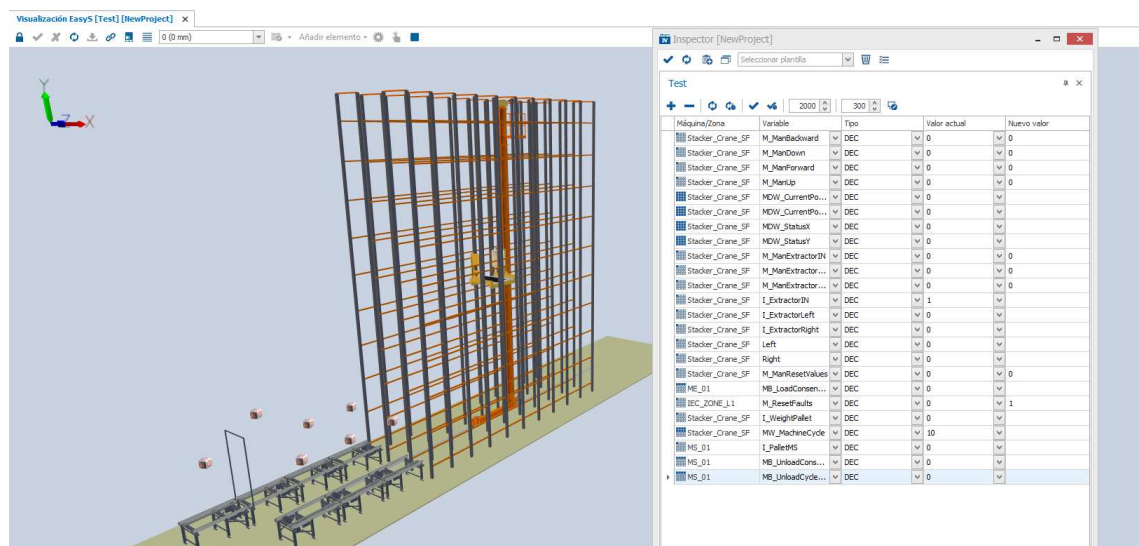 Visualización EasyS [Test] [NewProject] ×
0 (0 mm) Añadir elemento
Y
Z
X
Inspector [NewProject]
Seleccionar plantilla
Test
2000 300
Máquina/Zona Variable Tipo Valor actual Nuevo valor
Stacker_Crane_SF M_ManBackward DEC 0 0
Stacker_Crane_SF M_ManDown DEC 0 0
Stacker_Crane_SF M_ManForward DEC 0 0
Stacker_Crane_SF M_ManUp DEC 0 0
Stacker_Crane_SF MDW_CurrentPo... DEC 0
Stacker_Crane_SF MDW_CurrentPo... DEC 0
Stacker_Crane_SF MDW_StatusX DEC 0
Stacker_Crane_SF MDW_StatusY DEC 0
Stacker_Crane_SF M_ManExtractorIN DEC 0 0
Stacker_Crane_SF M_ManExtractor... DEC 0 0
Stacker_Crane_SF M_ManExtractor... DEC 0 0
Stacker_Crane_SF I_ExtractorIN DEC 1
Stacker_Crane_SF I_ExtractorLeft DEC 0
Stacker_Crane_SF I_ExtractorRight DEC 0
Stacker_Crane_SF Left DEC 0
Stacker_Crane_SF Right DEC 0
Stacker_Crane_SF M_ManResetValues DEC 0 0
ME_01 MB_LoadConsen... DEC 0
IEC_ZONE_L1 M_ResetFaults DEC 0 1
Stacker_Crane_SF I_WeightPallet DEC 0
Stacker_Crane_SF MW_MachineCycle DEC 10
MS_01 I_PalletMS DEC 0
MS_01 MB_UnloadCons... DEC 0
MS_01 MB_UnloadCycle... DEC 0